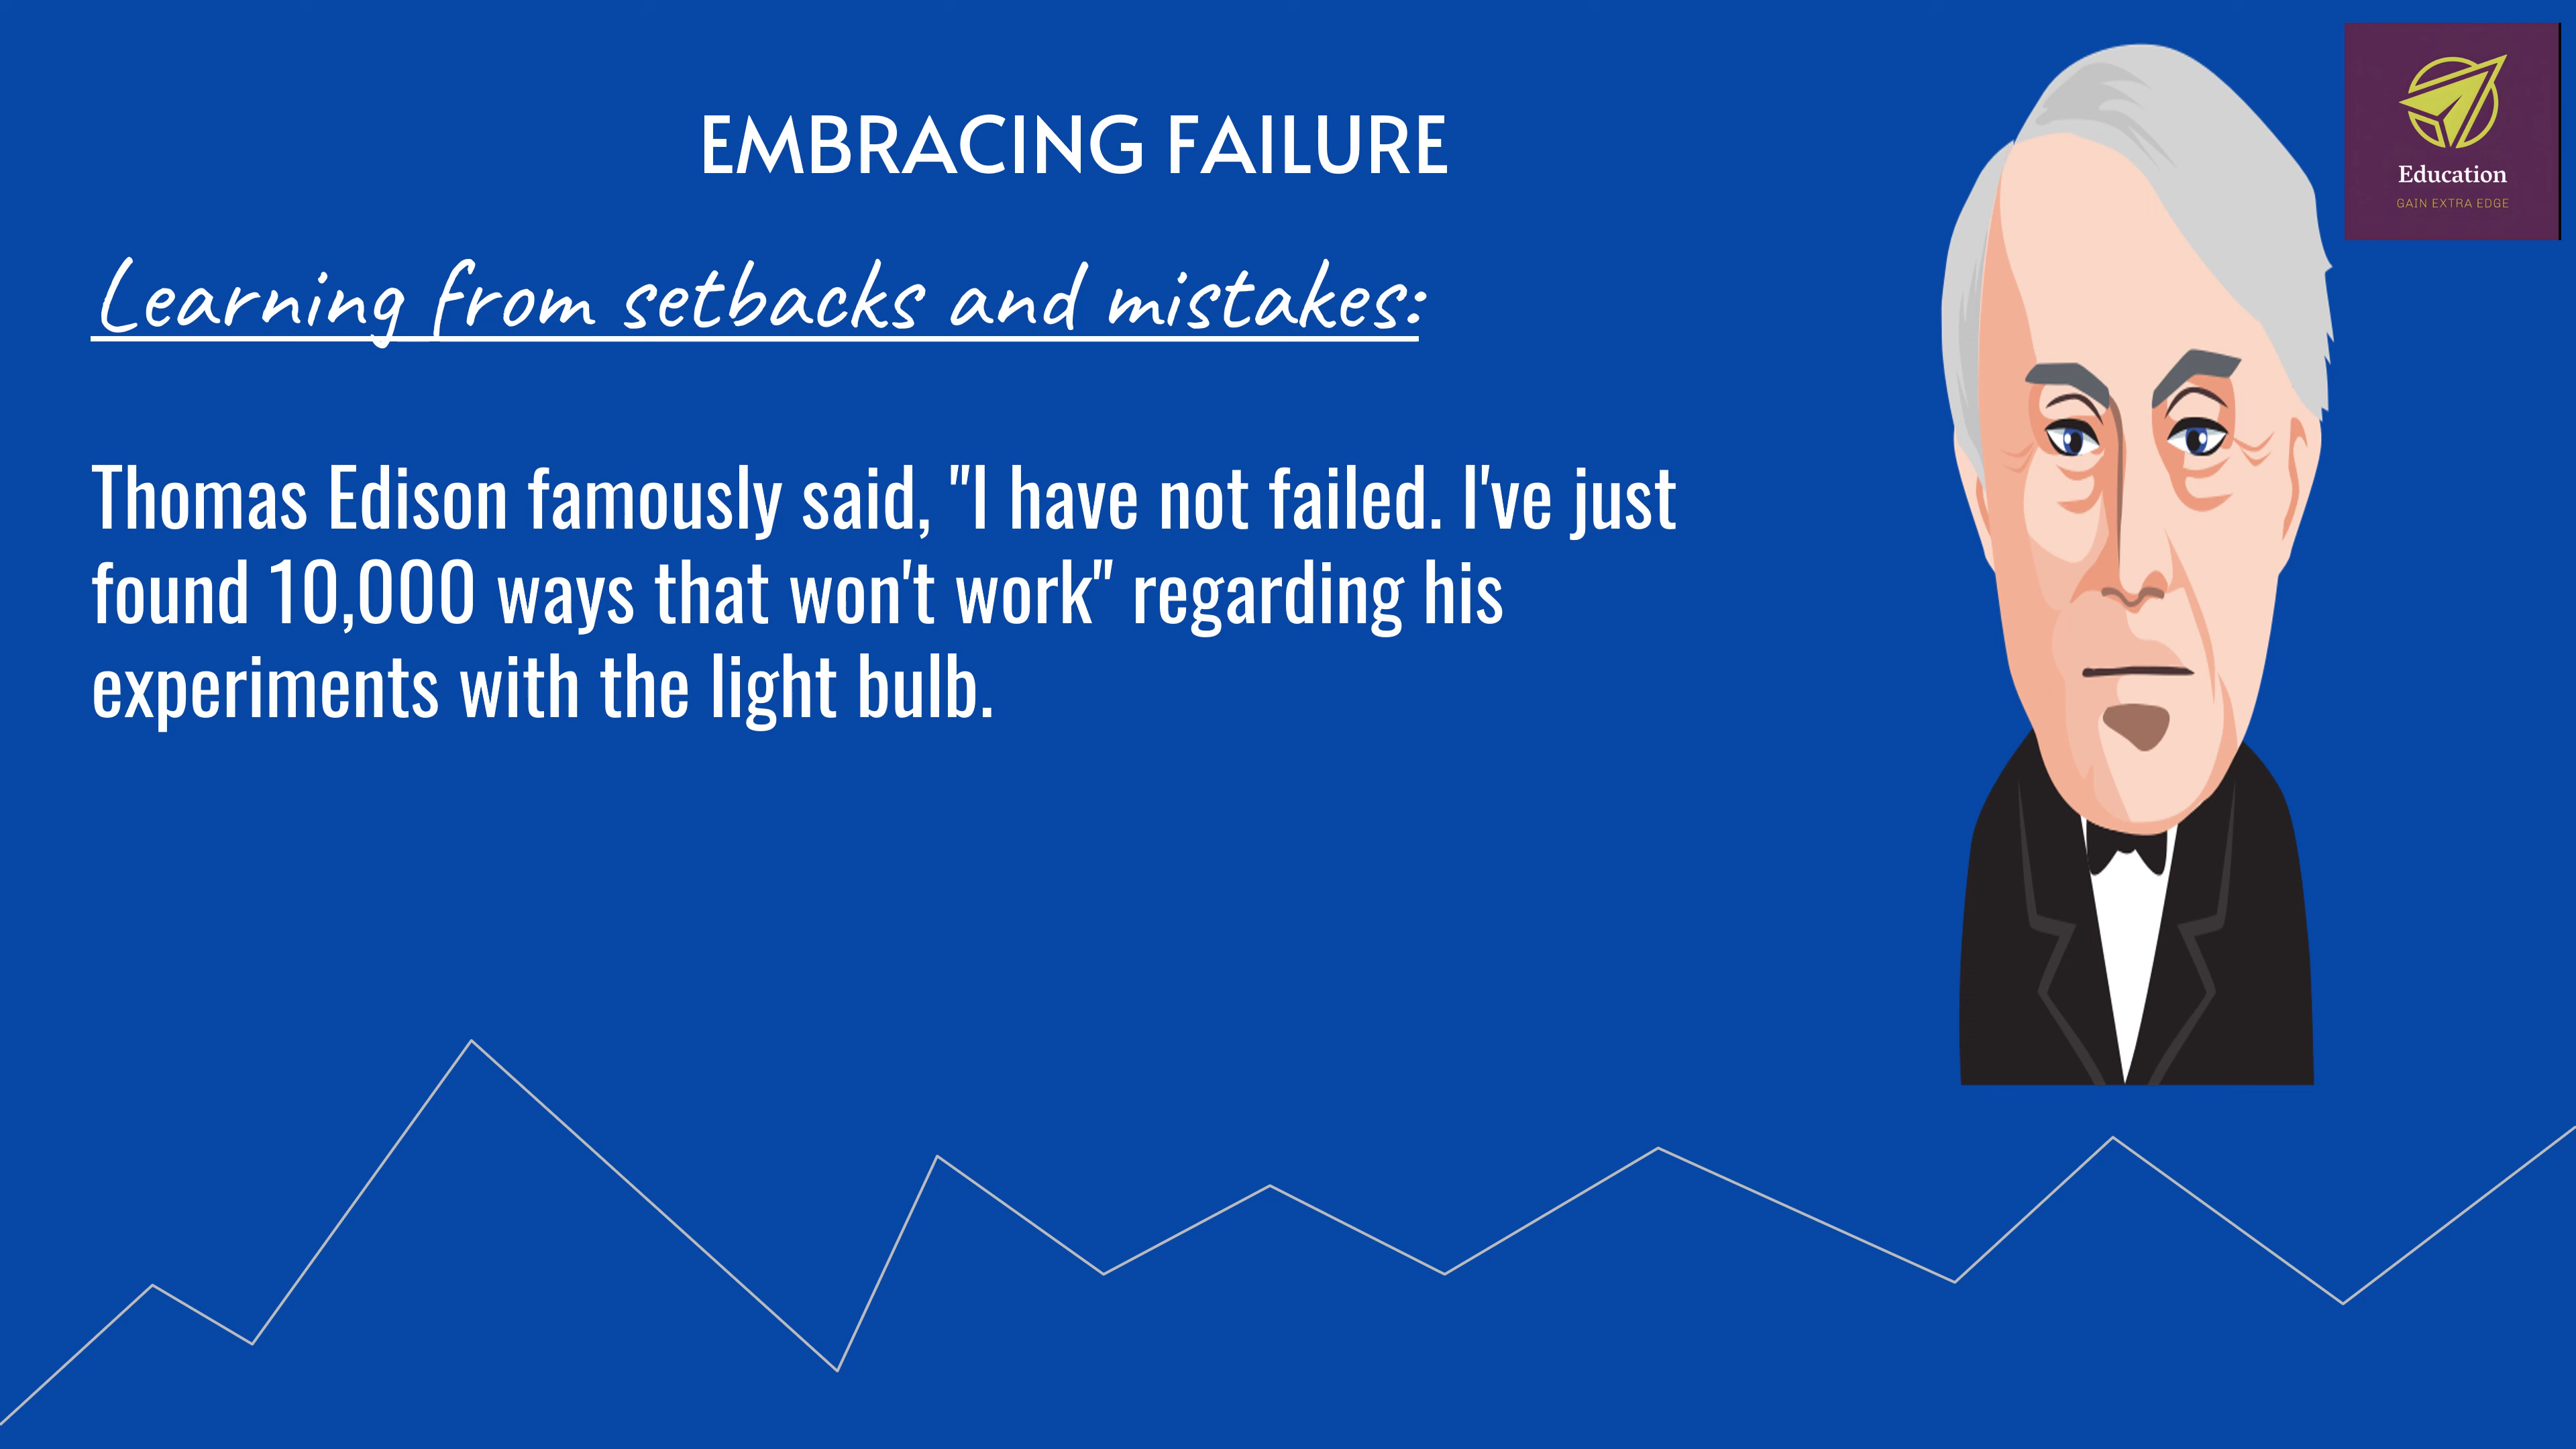 EMBRACING FAILURE
Education
GAIN EXTRA EDGE
Learning from setbacks and mistakes:
Thomas Edison famously said, "I have not failed. I've just
found 10,000 ways that won't work" regarding his
experiments with the light bulb.